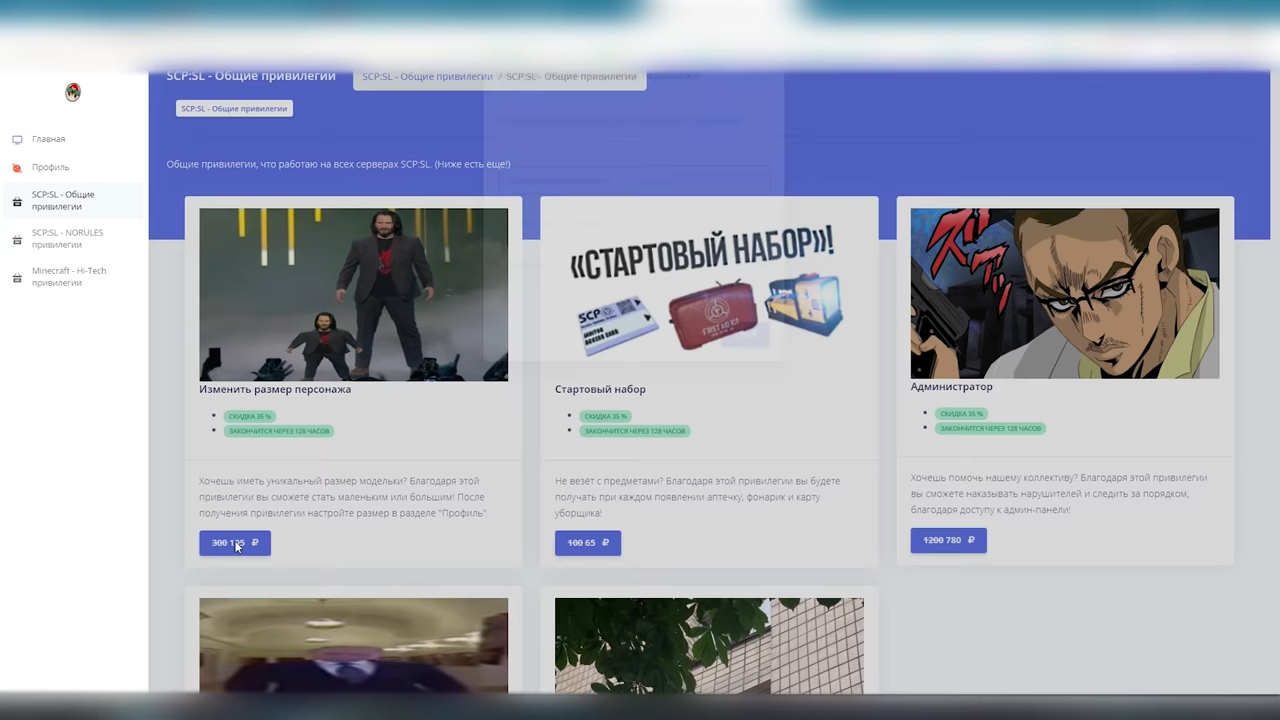 SCP:SL - Общие привилегии
SCP:SL - Общие привилегии / SCP:SL - Общие привилегии
SCP:SL - Общие привилегии
Главная
Профиль
SCP:SL - Общие
привилегии
SCP:SL - NORULES
привилегии
Minecraft - Hi-Tech
привилегии
Общие привилегии, что работаю на всех серверах SCP:SL. (Ниже есть еще!)
Изменить размер персонажа
СКИДКА 35 %
ЗАКОНЧИТСЯ ЧЕРЕЗ 128 ЧАСОВ
Хочешь иметь уникальный размер модельки? Благодаря этой
привилегии вы сможете стать маленьким или большим! После
получения привилегии настройте размер в разделе "Профиль".
300 195 ₽
«СТАРТОВЫЙ НАБОР»!
SCP
FIRST AID KIT
Стартовый набор
СКИДКА 35 %
ЗАКОНЧИТСЯ ЧЕРЕЗ 128 ЧАСОВ
Не везёт с предметами? Благодаря этой привилегии вы будете
получать при каждом появлении аптечку, фонарик и карту
уборщика!
100 65 ₽
Администратор
СКИДКА 35 %
ЗАКОНЧИТСЯ ЧЕРЕЗ 128 ЧАСОВ
Хочешь помочь нашему коллективу? Благодаря этой привилегии
вы сможете наказывать нарушителей и следить за порядком,
благодаря доступу к админ-панели!
1200 780 ₽